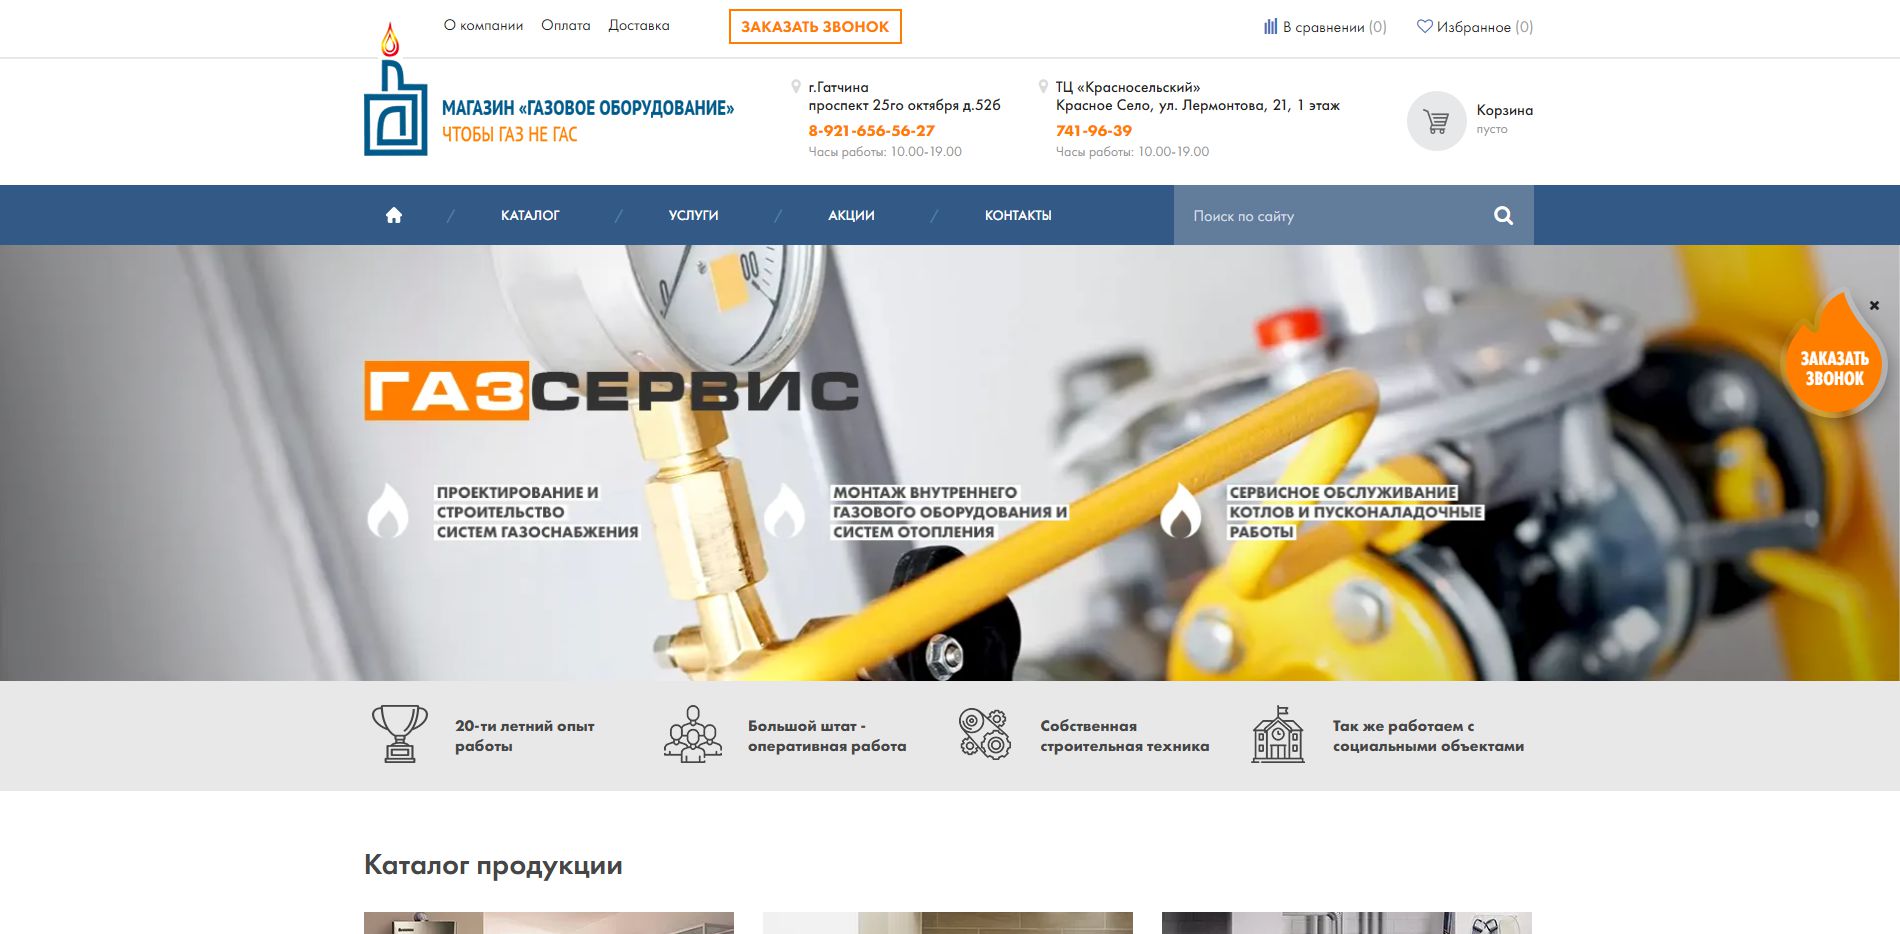 О компании Оплата Доставка
ЗАКАЗАТЬ ЗВОНОК
В сравнении (0)
Избранное (0)
МАГАЗИН «ГАЗОВОЕ ОБОРУДОВАНИЕ»
ЧТОБЫ ГАЗ НЕ ГАС
г.Гатчина
проспект 25го октября д.52б
8-921-656-56-27
Часы работы: 10.00-19.00
ТЦ «Красносельский»
Красное Село, ул. Лермонтова, 21, 1 этаж
741-96-39
Часы работы: 10.00-19.00
Корзина
пусто
/ КАТАЛОГ / УСЛУГИ / АКЦИИ / КОНТАКТЫ
Поиск по сайту
ЗАКАЗАТЬ
ЗВОНОК
ГАЗСЕРВИС
ПРОЕКТИРОВАНИЕ И
СТРОИТЕЛЬСТВО
СИСТЕМ ГАЗОСНАБЖЕНИЯ
МОНТАЖ ВНУТРЕННЕГО
ГАЗОВОГО ОБОРУДОВАНИЯ И
СИСТЕМ ОТОПЛЕНИЯ
СЕРВИСНОЕ ОБСЛУЖИВАНИЕ
КОТЛОВ И ПУСКОНАЛАДОЧНЫЕ
РАБОТЫ
20-ти летний опыт
работы
Большой штат -
оперативная работа
Собственная
строительная техника
Так же работаем с
социальными объектами
Каталог продукции